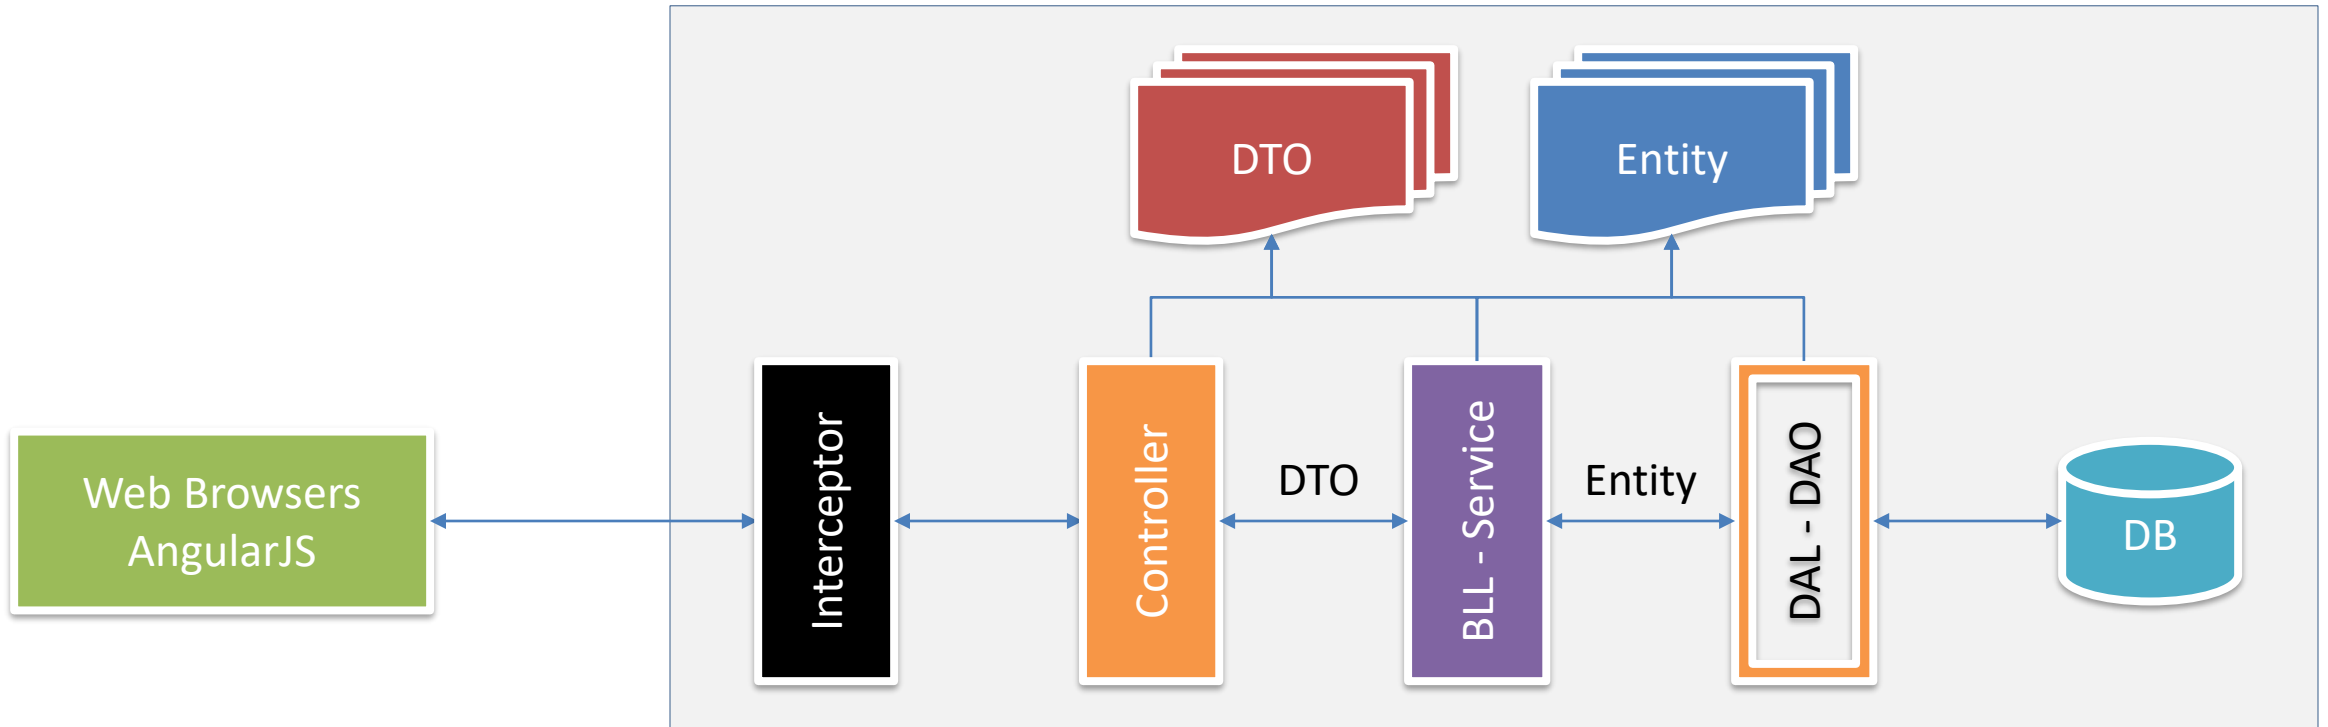 DTO
Entity
Web Browsers
AngularJS
Interceptor
Controller
DTO
BLL - Service
Entity
DAL - DAO
DB